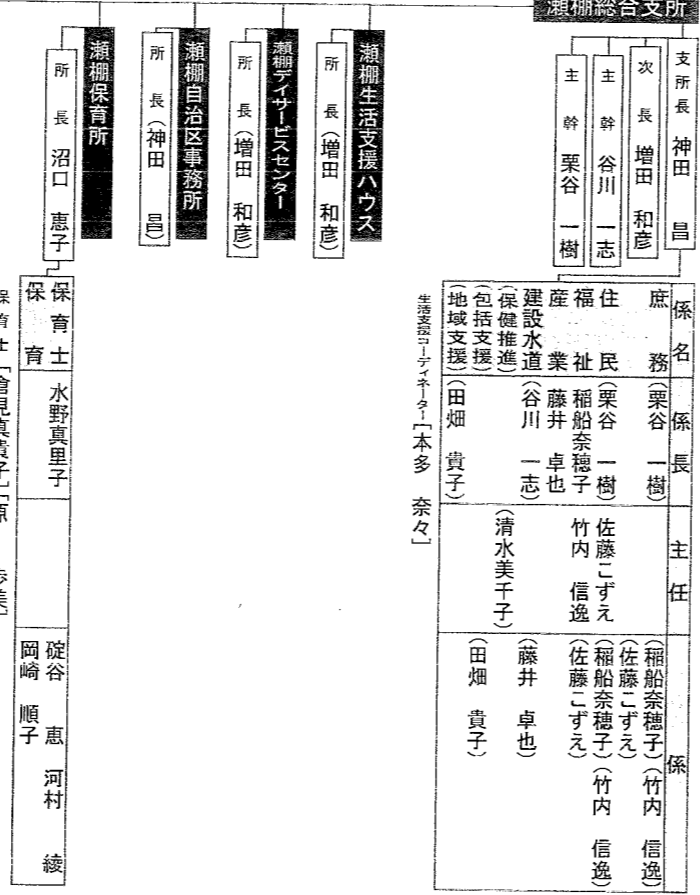 瀬棚総合支所
支所長 神田 昌
次長 増田 和彦
主幹 谷川 一志
主幹 栗谷 一樹
係名 係長 主任 係
庶務 (栗谷 一樹) (稲船奈穂子)(竹内 信逸)
(佐藤こずえ)
住民 (栗谷 一樹) 佐藤こずえ (稲船奈穂子)(竹内 信逸)
福祉 稲船奈穂子 竹内 信逸 (佐藤こずえ)
産業 藤井 卓也
建設水道 (谷川 一志) (藤井 卓也)
(保健推進) (清水美千子)
(包括支援) (田畑 貴子)
(地域支援) (田畑 貴子)
生活支援コーディネーター[本多 奈々]
瀬棚生活支援ハウス
所長 (増田 和彦)
瀬棚デイサービスセンター
所長 (増田 和彦)
瀬棚自治区事務所
所長 (神田 昌)
瀬棚保育所
所長 沼口 恵子
保育士 水野真里子 碇谷 恵 河村 綾
保育 岡崎 順子